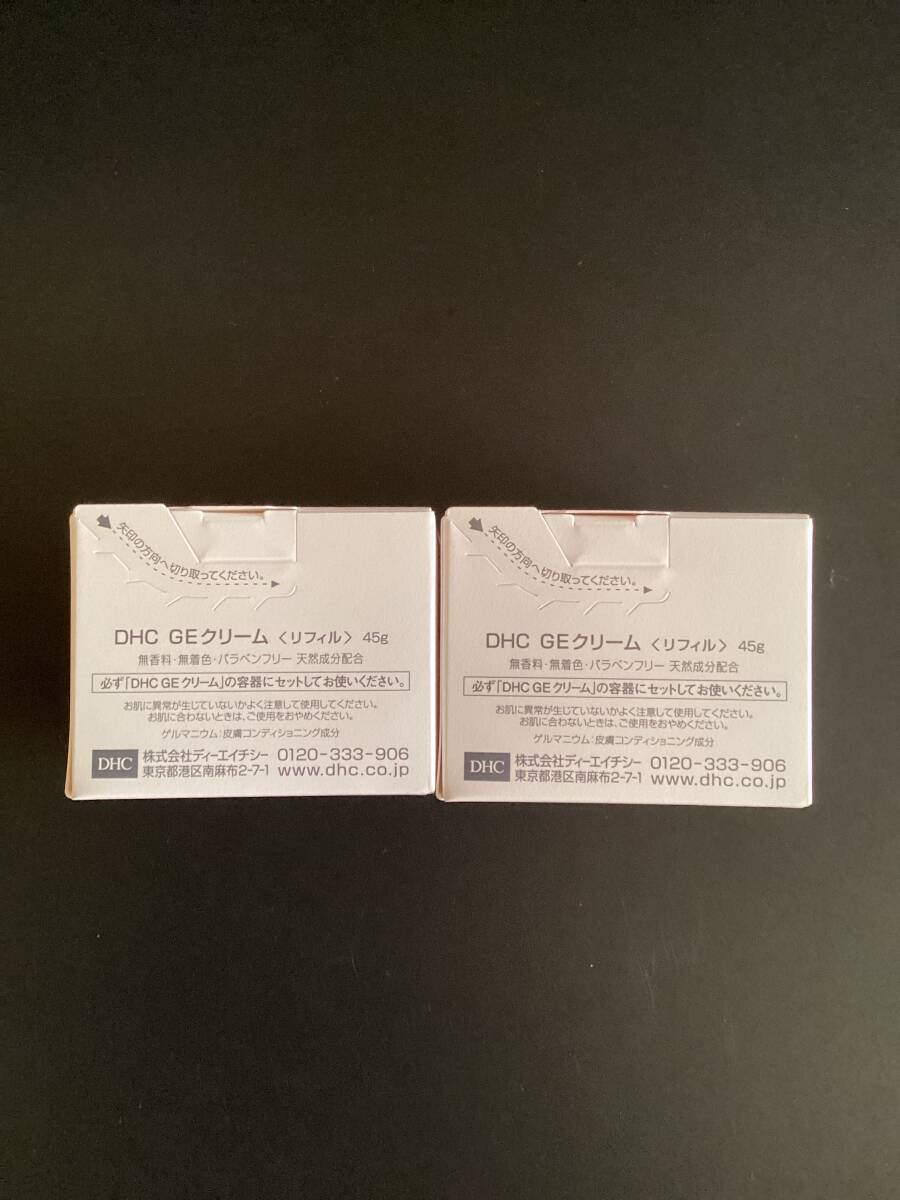 矢印の方向へ切り取ってください。
DHC GEクリーム〈リフィル〉 45g
無香料・無着色・パラベンフリー 天然成分配合
必ず「DHC GEクリーム」の容器にセットしてお使いください。
お肌に異常が生じていないかよく注意して使用してください。
お肌に合わないときは、ご使用をおやめください。
ゲルマニウム:皮膚コンディショニング成分
DHC 株式会社ディーエイチシー 0120-333-906
東京都港区南麻布2-7-1 www.dhc.co.jp
矢印の方向へ切り取ってください。
DHC GEクリーム〈リフィル〉 45g
無香料・無着色・パラベンフリー 天然成分配合
必ず「DHC GEクリーム」の容器にセットしてお使いください。
お肌に異常が生じていないかよく注意して使用してください。
お肌に合わないときは、ご使用をおやめください。
ゲルマニウム:皮膚コンディショニング成分
DHC 株式会社ディーエイチシー 0120-333-906
東京都港区南麻布2-7-1 www.dhc.co.jp